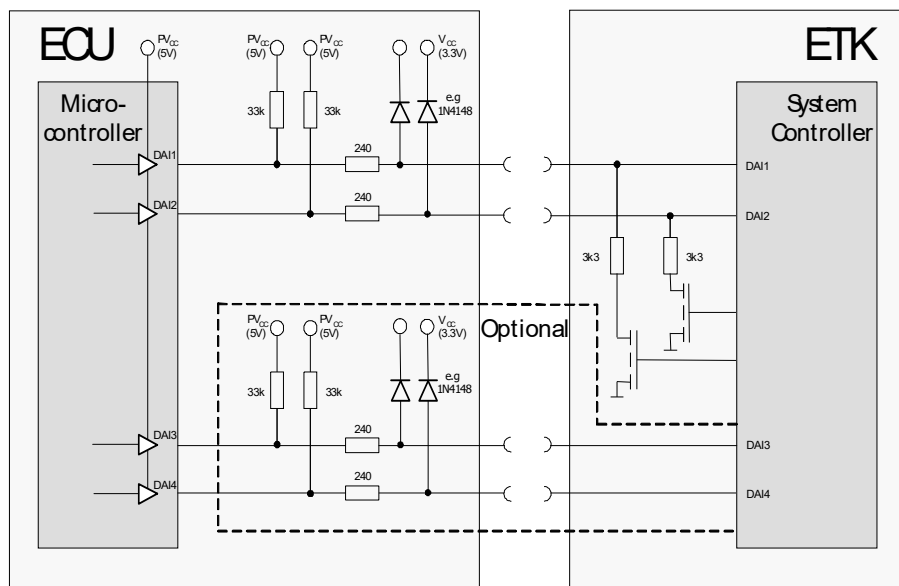 ECU
ETK
PVCC
(5V)
PVCC
(5V)
PVCC
(5V)
VCC
(3.3V)
Micro-
controller
System
Controller
33k
33k
e.g
1N4148
DAI1
240
DAI1
DAI2
240
DAI2
3k3
3k3
PVCC
(5V)
PVCC
(5V)
VCC
(3.3V)
Optional
33k
33k
e.g
1N4148
DAI3
240
DAI3
DAI4
240
DAI4